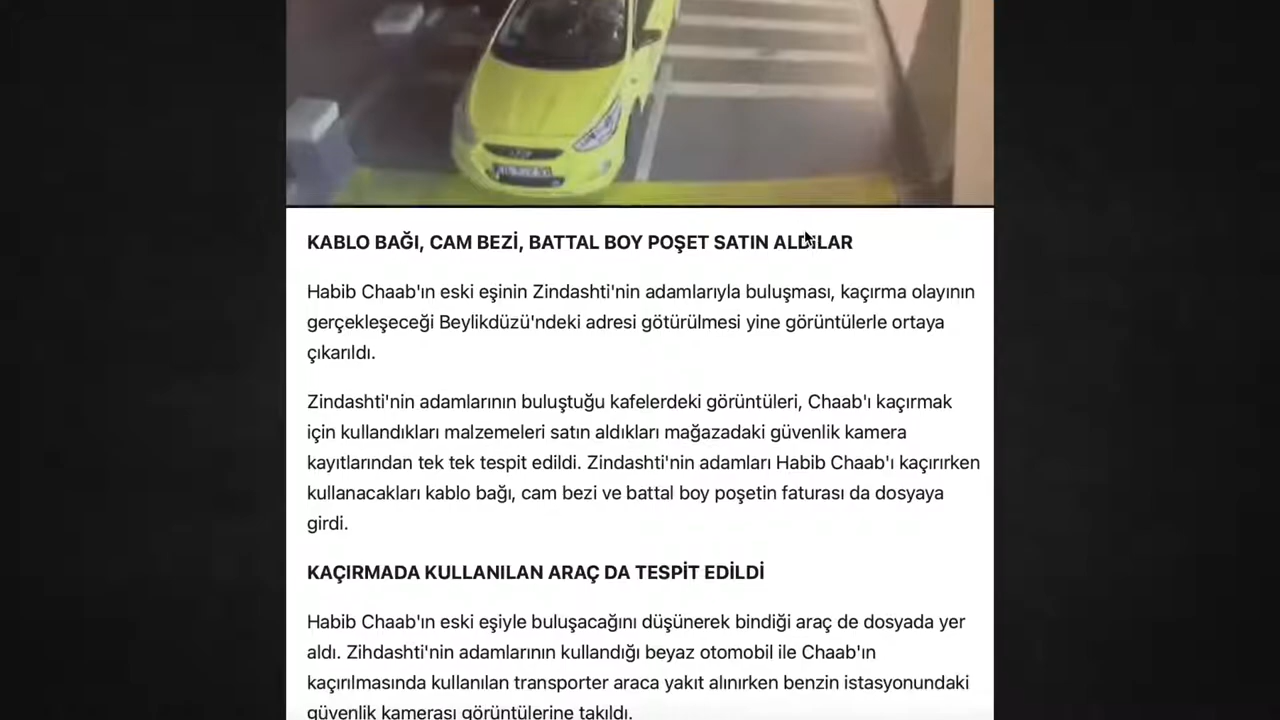 KABLO BAĞI, CAM BEZİ, BATTAL BOY POŞET SATIN ALDILAR
Habib Chaab'ın eski eşinin Zindashti'nin adamlarıyla buluşması, kaçırma olayının
gerçekleşeceği Beylikdüzü'ndeki adresi götürülmesi yine görüntülerle ortaya
çıkarıldı.
Zindashti'nin adamlarının buluştuğu kafelerdeki görüntüleri, Chaab'ı kaçırmak
için kullandıkları malzemeleri satın aldıkları mağazadaki güvenlik kamera
kayıtlarından tek tek tespit edildi. Zindashti'nin adamları Habib Chaab'ı kaçırırken
kullanacakları kablo bağı, cam bezi ve battal boy poşetin faturası da dosyaya
girdi.
KAÇIRMADA KULLANILAN ARAÇ DA TESPİT EDİLDİ
Habib Chaab'ın eski eşiyle buluşacağını düşünerek bindiği araç de dosyada yer
aldı. Zihdashti'nin adamlarının kullandığı beyaz otomobil ile Chaab'ın
kaçırılmasında kullanılan transporter araca yakıt alınırken benzin istasyonundaki
güvenlik kamerası görüntülerine takıldı.